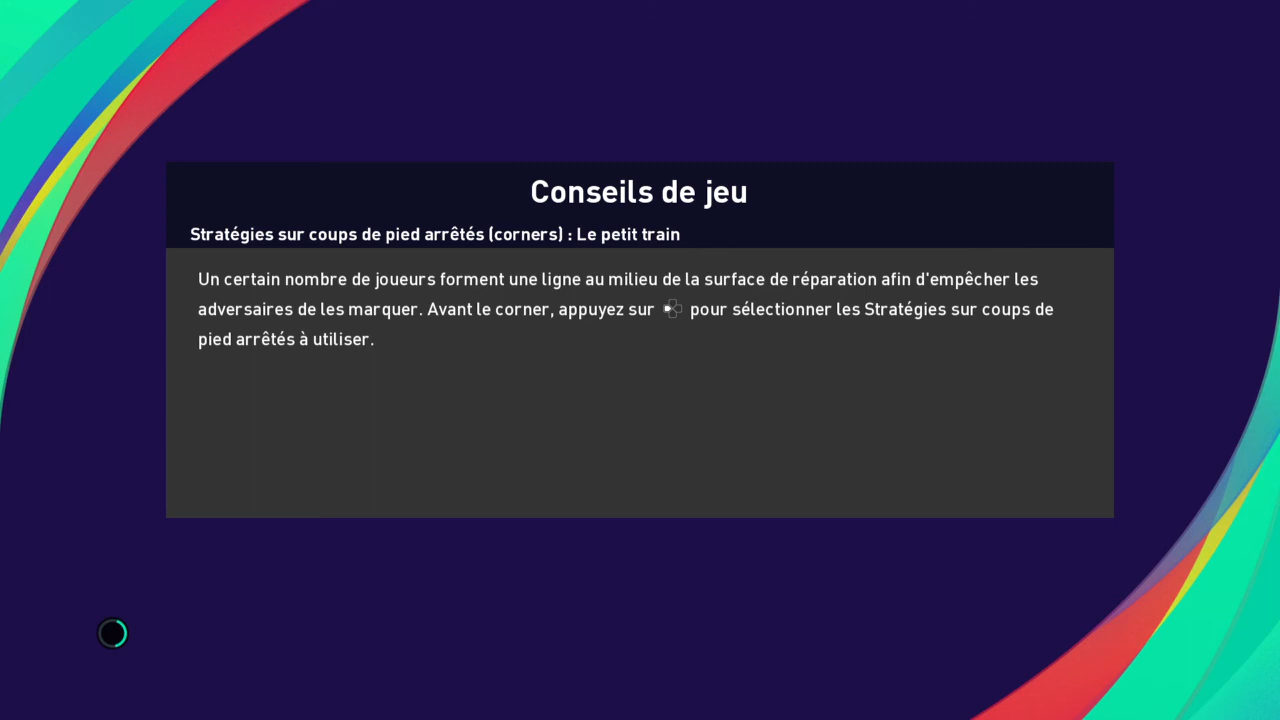 Conseils de jeu
Stratégies sur coups de pied arrêtés (corners) : Le petit train
Un certain nombre de joueurs forment une ligne au milieu de la surface de réparation afin d'empêcher les
adversaires de les marquer. Avant le corner, appuyez sur pour sélectionner les Stratégies sur coups de
pied arrêtés à utiliser.